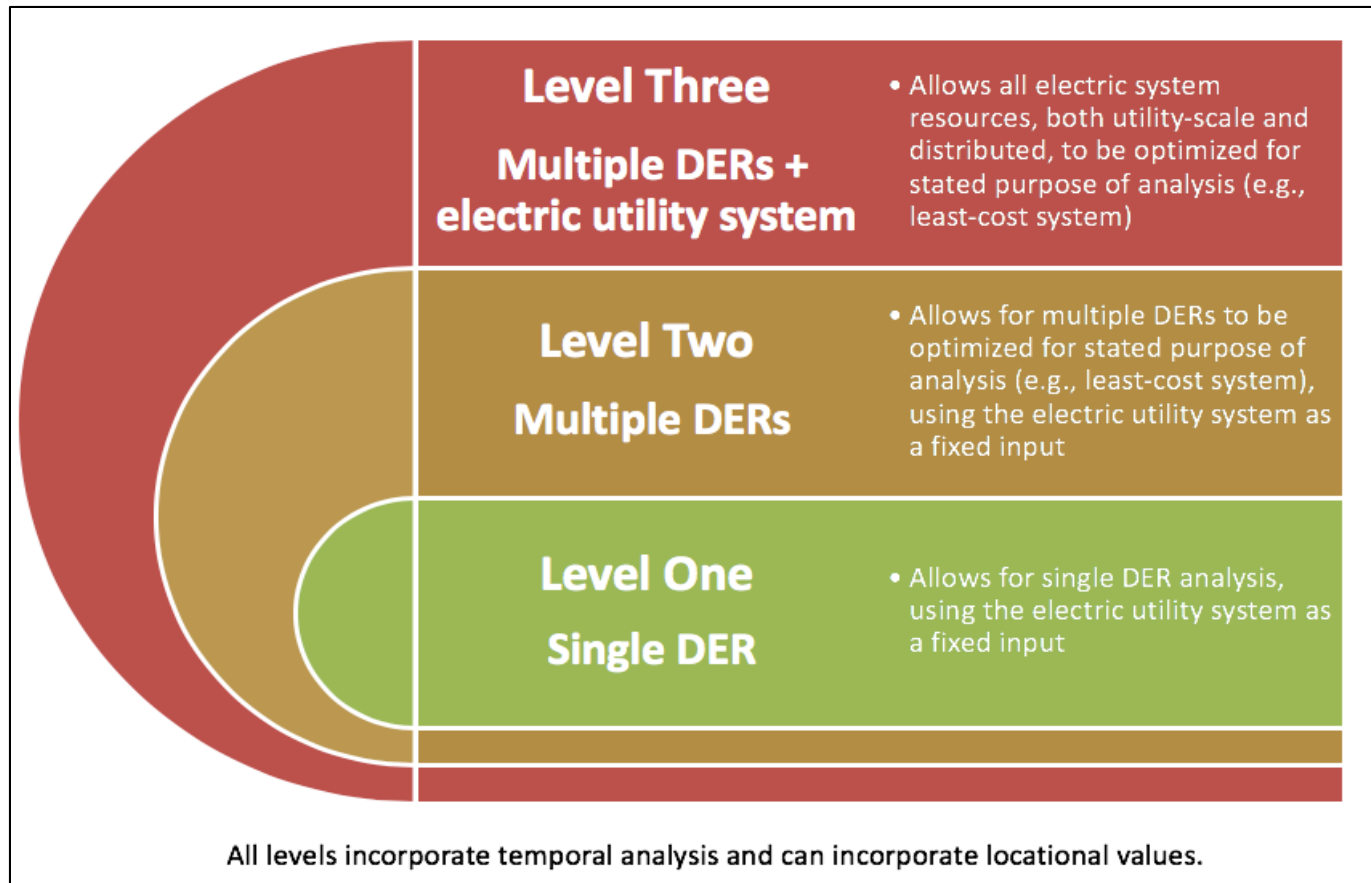 Level Three
Multiple DERs +
electric utility system
• Allows all electric system
resources, both utility-scale and
distributed, to be optimized for
stated purpose of analysis (e.g.,
least-cost system)
Level Two
Multiple DERs
• Allows for multiple DERs to be
optimized for stated purpose of
analysis (e.g., least-cost system),
using the electric utility system as
a fixed input
Level One
Single DER
• Allows for single DER analysis,
using the electric utility system as
a fixed input
All levels incorporate temporal analysis and can incorporate locational values.